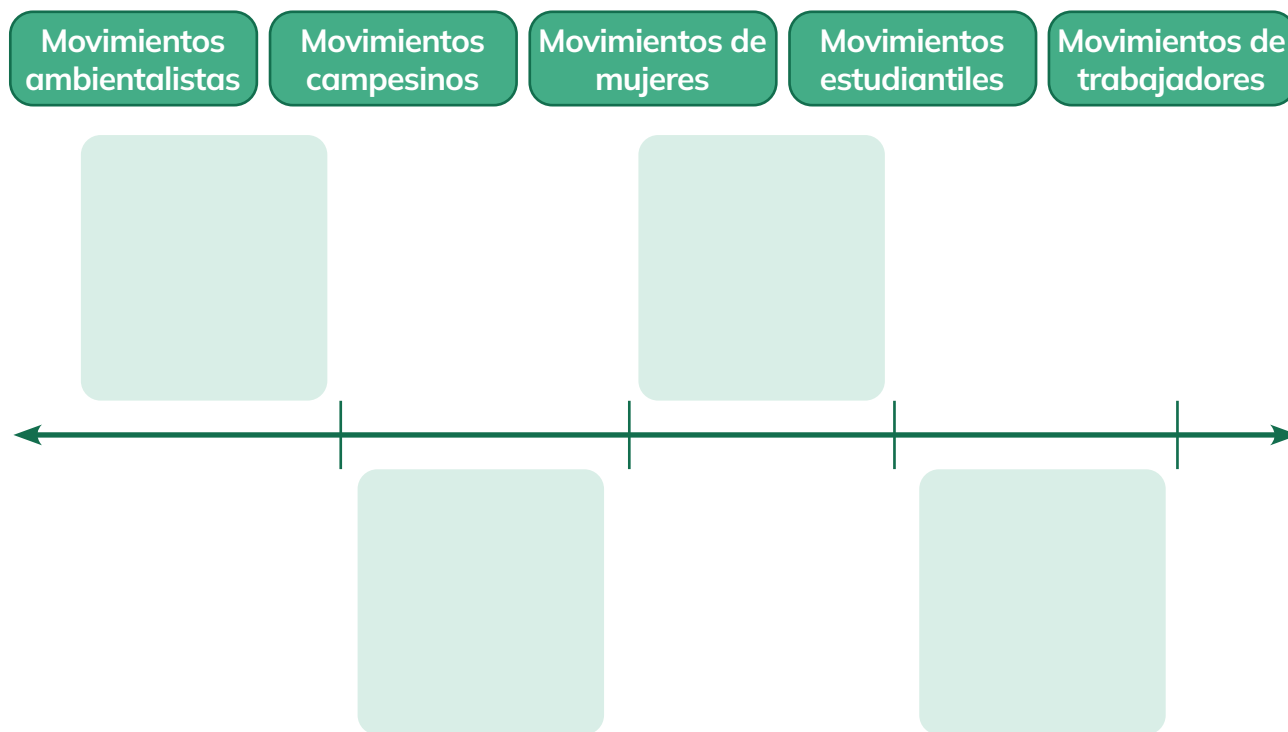 Movimientos
ambientalistas
Movimientos
campesinos
Movimientos de
mujeres
Movimientos
estudiantiles
Movimientos de
trabajadores